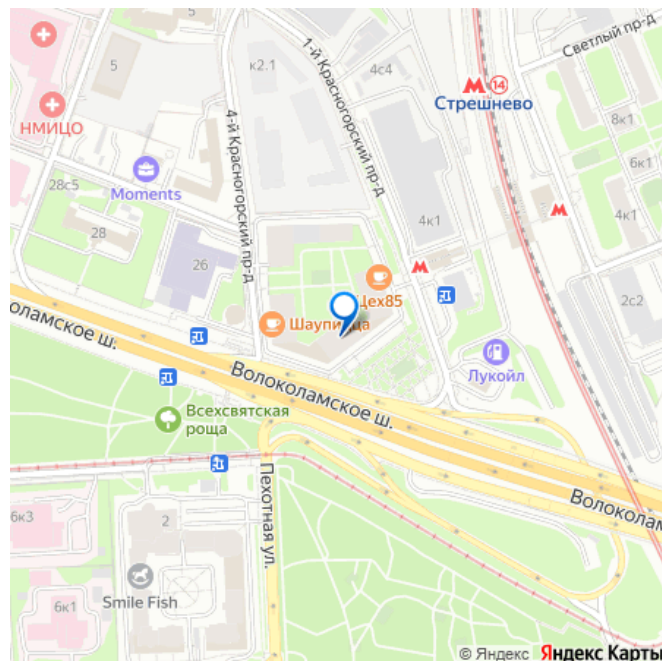 5
к2.1
1-й Красногорский пр-д
4с4
Светлый пр-д
14
Стрешнево
НМИЦО
4-й Красногорский пр-д
8к1
6к1
Moments
28с5
28
26
4к1
4к1
2с2
Цех85
Шаупицца
Лукойл
Волоколамское ш.
Волоколамское ш.
Всехсвятская
роща
Пехотная ул.
Волоколам
6к3
2
Smile Fish
6к1
© Яндекс Яндекс Карты